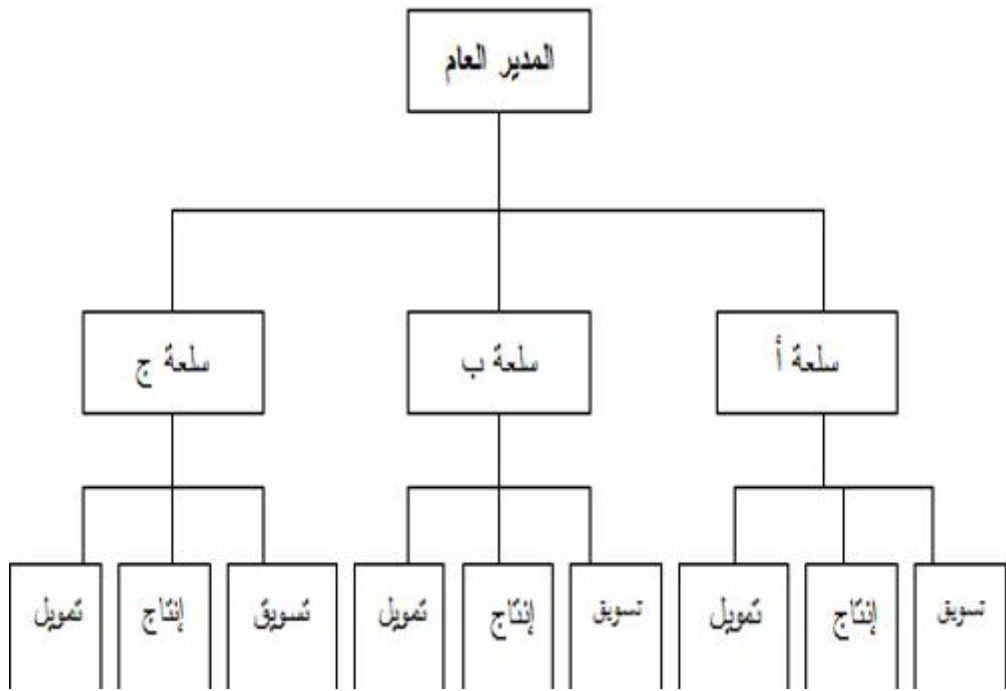 المدير العام
سلعة أ
سلعة ب
سلعة ج
تسويق
إنتاج
تمويل
تسويق
إنتاج
تمويل
تسويق
إنتاج
تمويل